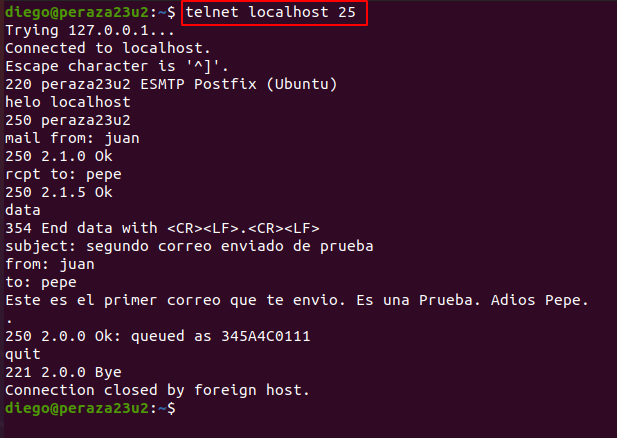 diego@peraza23u2:~$ telnet localhost 25
Trying 127.0.0.1...
Connected to localhost.
Escape character is '^]'.
220 peraza23u2 ESMTP Postfix (Ubuntu)
helo localhost
250 peraza23u2
mail from: juan
250 2.1.0 Ok
rcpt to: pepe
250 2.1.5 Ok
data
354 End data with <CR><LF>.<CR><LF>
subject: segundo correo enviado de prueba
from: juan
to: pepe
Este es el primer correo que te envio. Es una Prueba. Adios Pepe.
.
250 2.0.0 Ok: queued as 345A4C0111
quit
221 2.0.0 Bye
Connection closed by foreign host.
diego@peraza23u2:~$